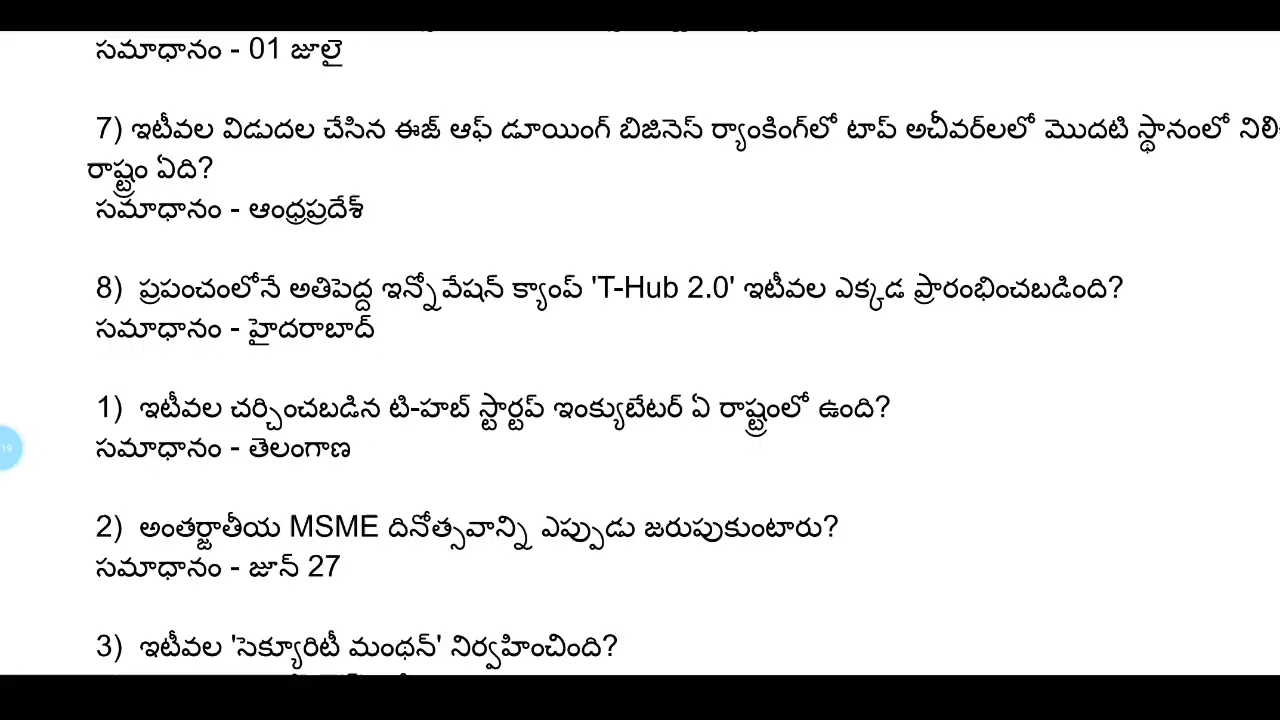 సమాధానం - 01 జూలై
7) ఇటీవల విడుదల చేసిన ఈజ్ ఆఫ్ డూయింగ్ బిజినెస్ ర్యాంకింగ్‌లో టాప్ అచీవర్‌లలో మొదటి స్థానంలో
రాష్ట్రం ఏది?
సమాధానం - ఆంధ్రప్రదేశ్
8) ప్రపంచంలోనే అతిపెద్ద ఇన్నోవేషన్ క్యాంప్ 'T-Hub 2.0' ఇటీవల ఎక్కడ ప్రారంభించబడింది?
సమాధానం - హైదరాబాద్
1) ఇటీవల చర్చించబడిన టి-హబ్ స్టార్టప్ ఇంక్యుబేటర్ ఏ రాష్ట్రంలో ఉంది?
సమాధానం - తెలంగాణ
2) అంతర్జాతీయ MSME దినోత్సవాన్ని ఎప్పుడు జరుపుకుంటారు?
సమాధానం - జూన్ 27
3) ఇటీవల 'సెక్యూరిటీ మంథన్' నిర్వహించింది?